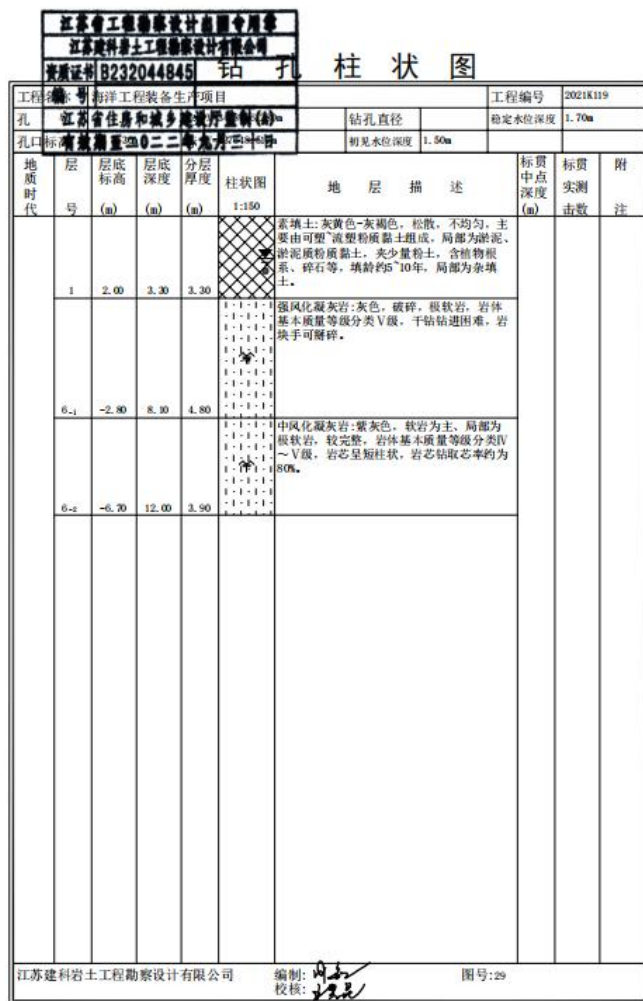 江苏省工程勘察设计出图专用章
江苏建科岩土工程勘察设计有限公司
资质证书 B232044845
编号
江苏省住房和城乡建设厅监制(A)
有效期至二〇二二年九月三十日
钻 孔 柱 状 图
工程名称 海洋工程装备生产项目 工程编号 2021K119
孔 钻孔直径 稳定水位深度 1.70m
孔口标高 初见水位深度 1.50m
地质时代 层号 层底标高(m) 层底深度(m) 分层厚度(m) 柱状图 1:150 地 层 描 述 标贯中点深度(m) 标贯实测击数 附注
素填土:灰黄色-灰褐色,松散,不均匀,主
要由可塑~流塑粉质黏土组成,局部为淤泥、
淤泥质粉质黏土,夹少量粉土,含植物根
系、碎石等,填龄约5~10年,局部为杂填
土。
1 2.00 3.30 3.30
强风化凝灰岩:灰色,破碎,极软岩,岩体
基本质量等级分类Ⅴ级,干钻钻进困难,岩
块手可掰碎。
6-1 -2.80 8.10 4.80
中风化凝灰岩:紫灰色,软岩为主、局部为
极软岩,较完整,岩体基本质量等级分类Ⅳ
～Ⅴ级,岩芯呈短柱状,岩芯钻取芯率约为
80%。
6-2 -6.70 12.00 3.90
江苏建科岩土工程勘察设计有限公司 编制: 图号:29
校核: